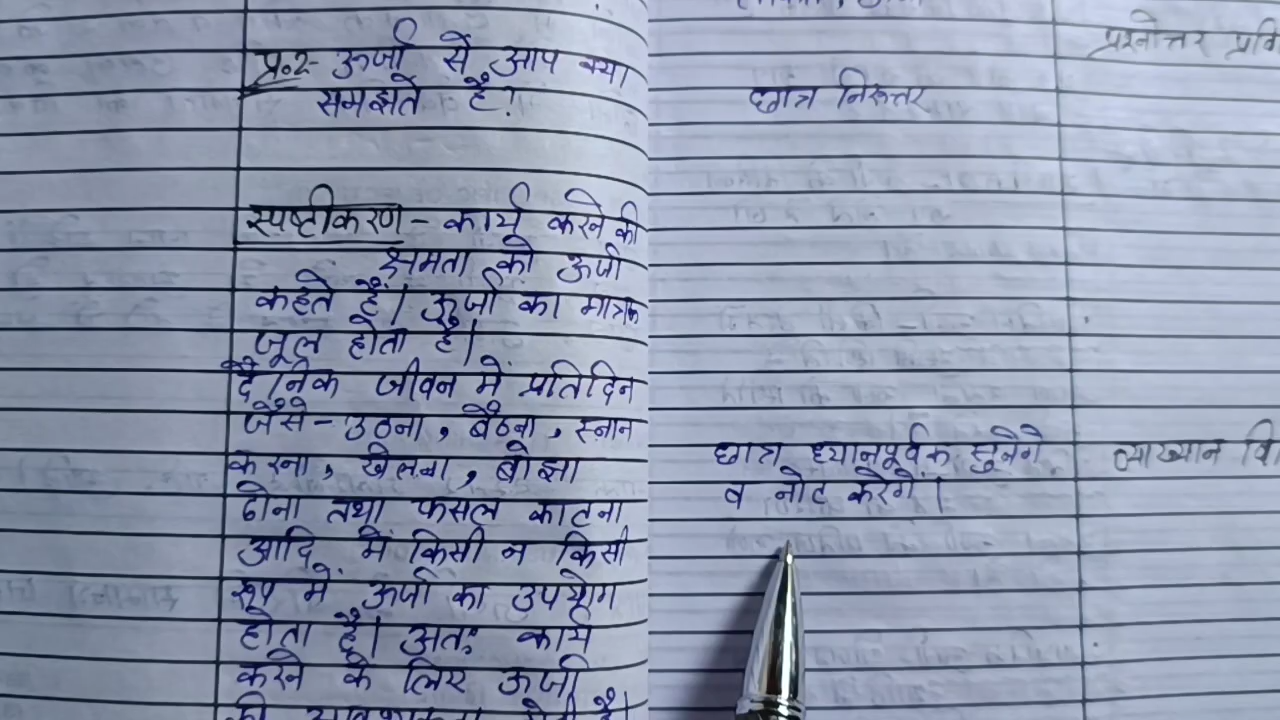 प्र०2- ऊर्जा से आप क्या
समझते है?
स्पष्टीकरण - कार्य करने की
क्षमता को ऊर्जा
कहते हैं। ऊर्जा का मात्रक
जूल होता है।
दैनिक जीवन में प्रतिदिन
जैसे - उठना, बैठना, स्नान
करना, खेलना, बोझा
ढोना तथा फसल काटना
आदि में किसी न किसी
रूप में ऊर्जा का उपयोग
होता है। अतः कार्य
करने के लिए ऊर्जा
की
प्रश्नोत्तर
छात्र निरूत्तर
छात्र ध्यानपूर्वक सुनेगे
व नोट करेगें।
व्याख्यान